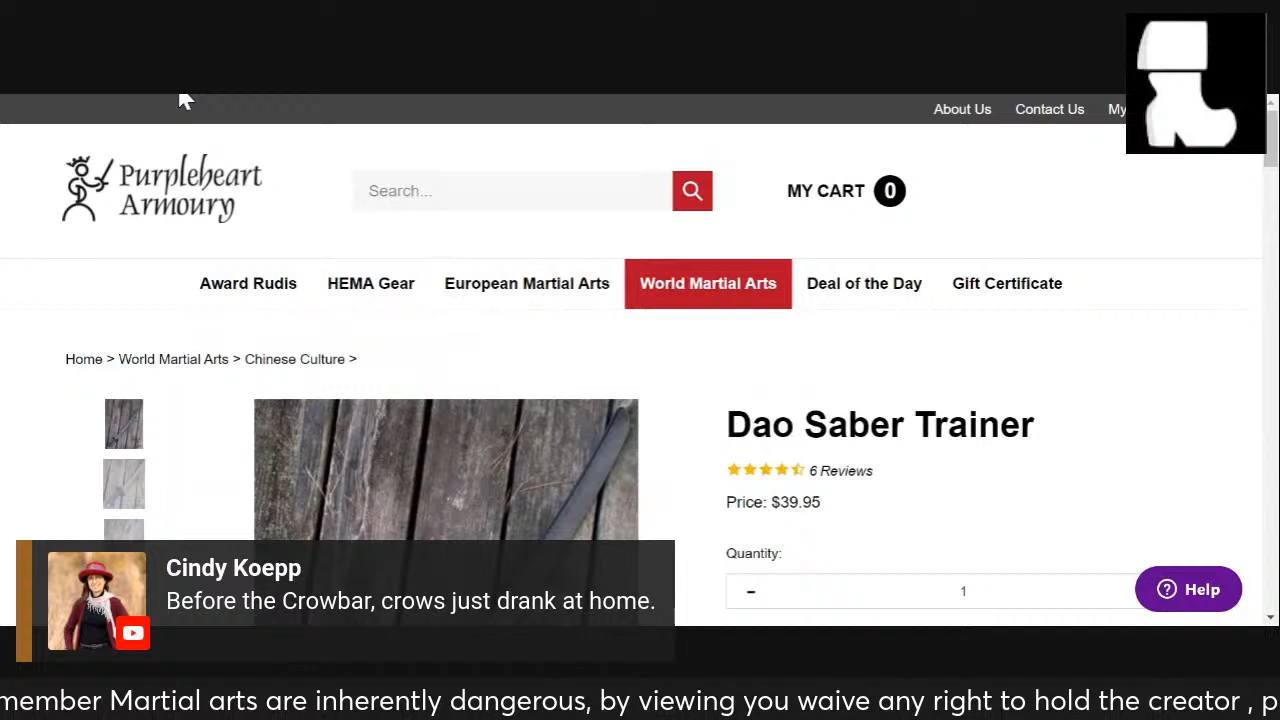 About Us Contact Us My
Purpleheart
Armoury
Search...
MY CART 0
Award Rudis HEMA Gear European Martial Arts World Martial Arts Deal of the Day Gift Certificate
Home > World Martial Arts > Chinese Culture >
Dao Saber Trainer
6 Reviews
Price: $39.95
Quantity:
- 1
Help
Cindy Koepp
Before the Crowbar, crows just drank at home.
member Martial arts are inherently dangerous, by viewing you waive any right to hold the creator , p